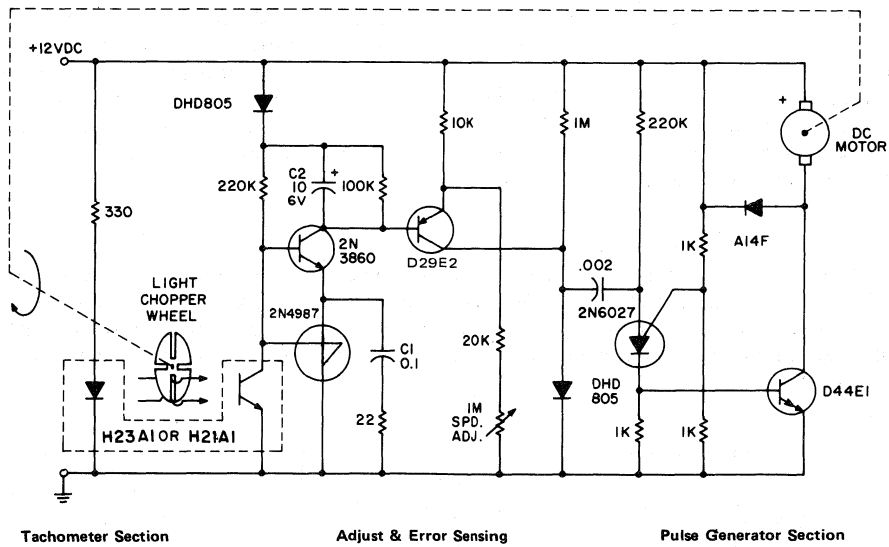 +12VDC
DHD805
330
220K
C2
10
6V
+
100K
10K
1M
220K
+
DC
MOTOR
2N
3860
D29E2
1K
A14F
LIGHT
CHOPPER
WHEEL
2N4987
.002
2N6027
C1
0.1
20K
DHD
805
D44E1
22
1M
SPD.
ADJ.
1K
1K
H23A1 OR H21A1
Tachometer Section
Adjust & Error Sensing
Pulse Generator Section